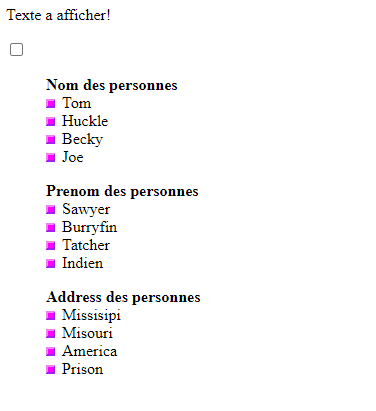 Texte a afficher!
Nom des personnes
Tom
Huckle
Becky
Joe
Prenom des personnes
Sawyer
Burryfin
Tatcher
Indien
Address des personnes
Missisipi
Misouri
America
Prison